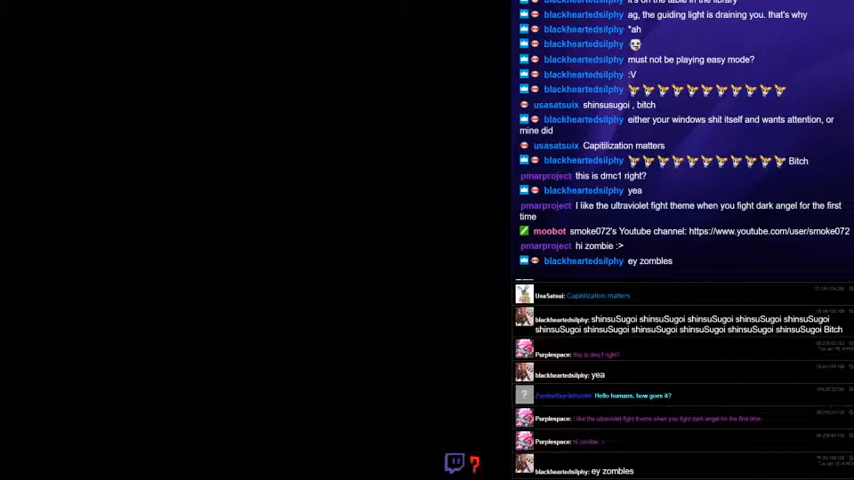 blackheartedsilphy it's on the table in the library
blackheartedsilphy ag, the guiding light is draining you. that's why
blackheartedsilphy *ah
blackheartedsilphy
blackheartedsilphy must not be playing easy mode?
blackheartedsilphy :V
blackheartedsilphy
usasatsuix shinsusugoi , bitch
blackheartedsilphy either your windows shit itself and wants attention, or
mine did
usasatsuix Capitilization matters
blackheartedsilphy Bitch
pmarproject this is dmc1 right?
blackheartedsilphy yea
pmarproject I like the ultraviolet fight theme when you fight dark angel for the first
time
moobot smoke072's Youtube channel: https://www.youtube.com/user/smoke072
pmarproject hi zombie :>
blackheartedsilphy ey zombles
UsaSatsui: Capitilization matters
blackheartedsilphy: shinsuSugoi shinsuSugoi shinsuSugoi shinsuSugoi shinsuSugoi
shinsuSugoi shinsuSugoi shinsuSugoi shinsuSugoi shinsuSugoi shinsuSugoi Bitch
Purplespace: this is dmc1 right?
blackheartedsilphy: yea
Hello humans, how goes it?
Purplespace: I like the ultraviolet fight theme when you fight dark angel for the first time
Purplespace: hi zombie :>
blackheartedsilphy: ey zombles
7